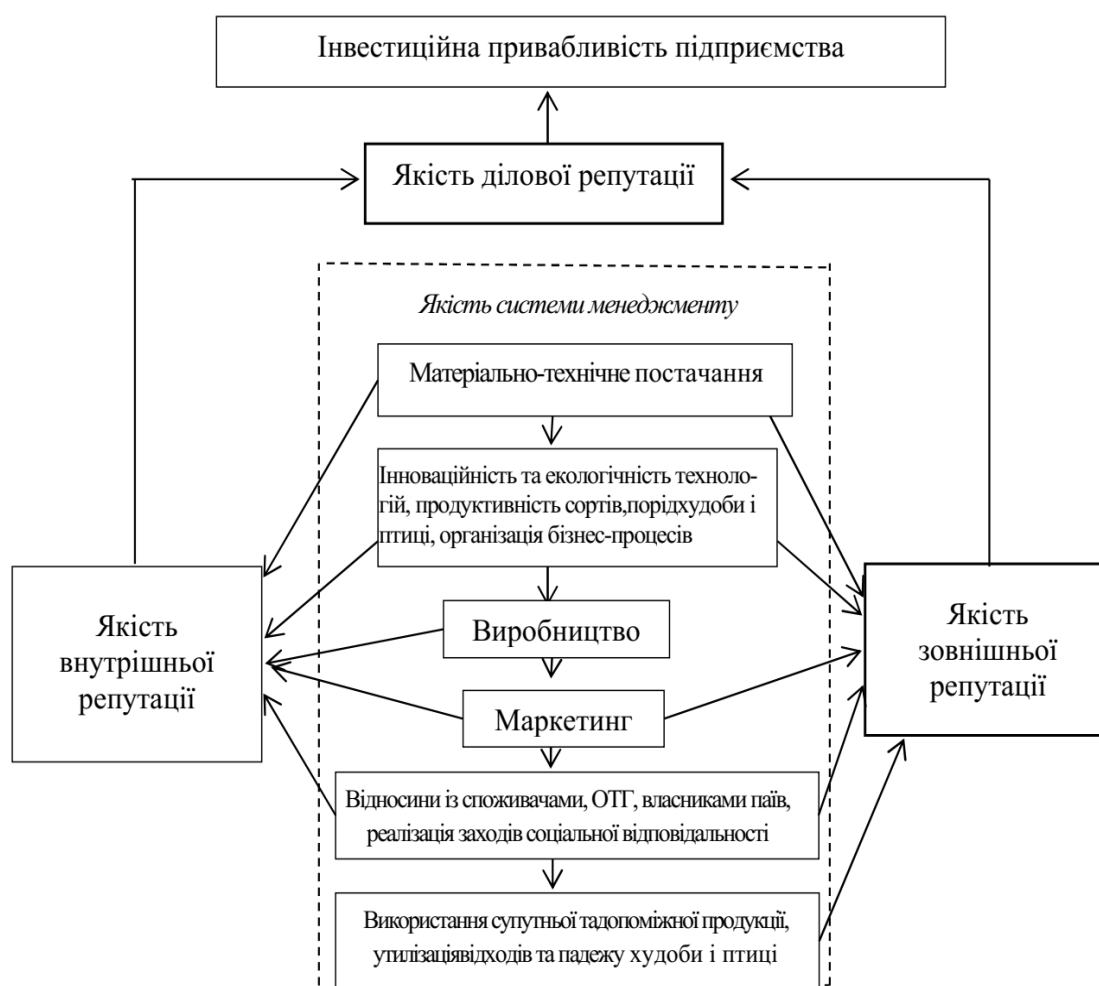 Інвестиційна привабливість підприємства
Якість ділової репутації
Якість системи менеджменту
Матеріально-технічне постачання
Інноваційність та екологічність техноло-
гій, продуктивність сортів,порідхудоби і
птиці, організація бізнес-процесів
Якість
внутрішньої
репутації
Виробництво
Якість
зовнішньої
репутації
Маркетинг
Відносини із споживачами, ОТГ, власниками паїв,
реалізація заходів соціальної відповідальності
Використання супутньої тадопоміжної продукції,
утилізаціявідходів та падежу худоби і птиці